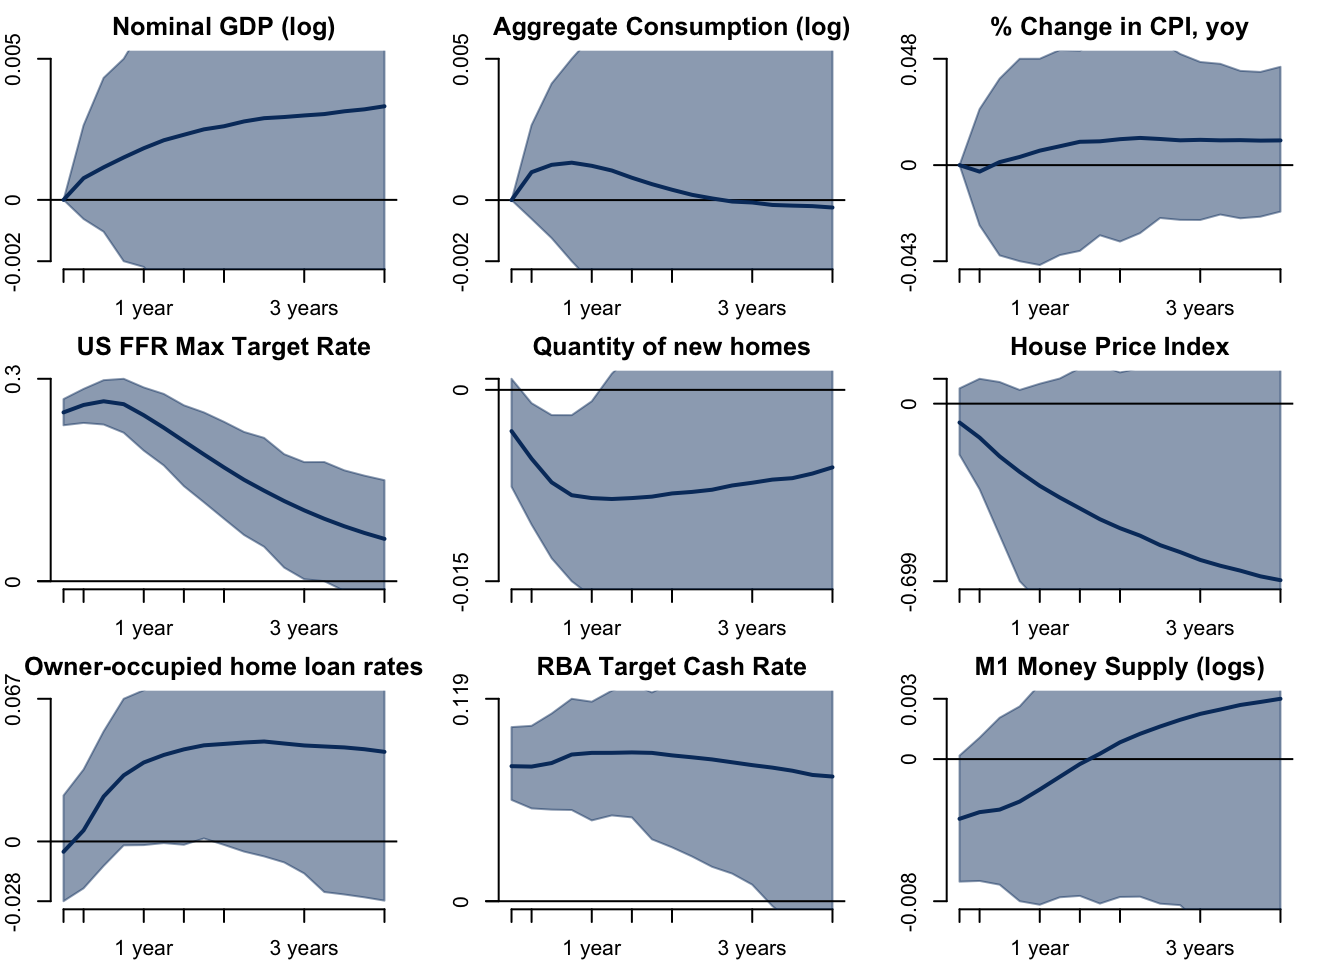 Nominal GDP (log)
0.005
0
-0.002
1 year
3 years
Aggregate Consumption (log)
0.005
0
-0.002
1 year
3 years
% Change in CPI, yoy
0.048
0
-0.043
1 year
3 years
US FFR Max Target Rate
0.3
0
1 year
3 years
Quantity of new homes
0
-0.015
1 year
3 years
House Price Index
0
-0.699
1 year
3 years
Owner-occupied home loan rates
0.067
0
-0.028
1 year
3 years
RBA Target Cash Rate
0.119
0
1 year
3 years
M1 Money Supply (logs)
0.003
0
-0.008
1 year
3 years